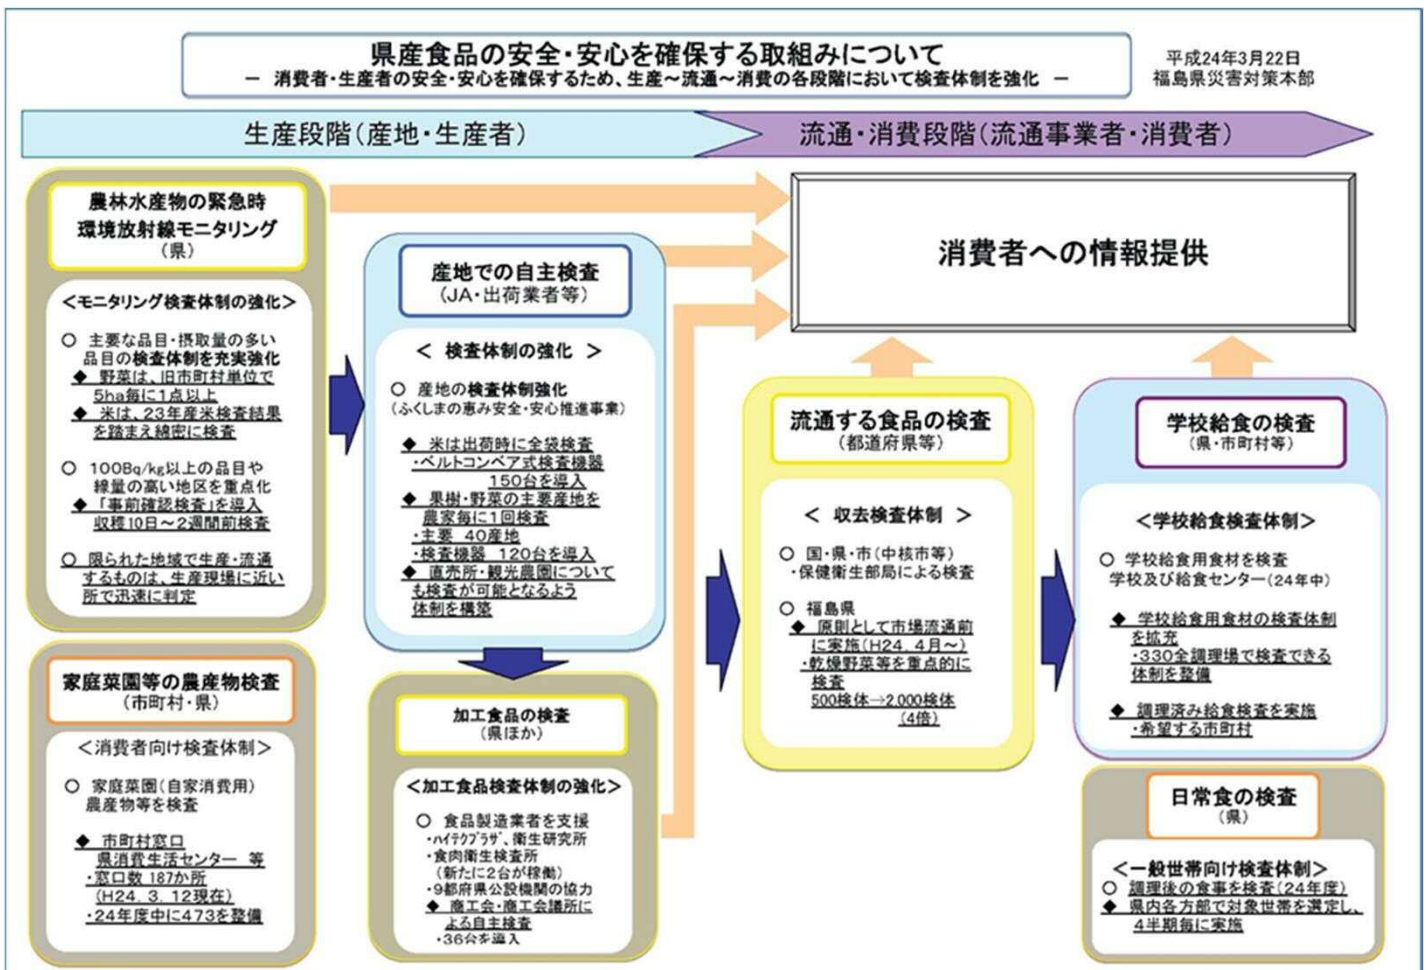 県産食品の安全・安心を確保する取組みについて
－ 消費者・生産者の安全・安心を確保するため、生産～流通～消費の各段階において検査体制を強化 －
平成24年3月22日
福島県災害対策本部
生産段階(産地・生産者)
流通・消費段階(流通事業者・消費者)
農林水産物の緊急時
環境放射線モニタリング
(県)
＜モニタリング検査体制の強化＞
○ 主要な品目・摂取量の多い
品目の検査体制を充実強化
◆ 野菜は、旧市町村単位で
5ha毎に1点以上
◆ 米は、23年産米検査結果
を踏まえ綿密に検査
○ 100Bq/kg以上の品目や
線量の高い地区を重点化
◆ 「事前確認検査」を導入
収穫10日～2週間前検査
○ 限られた地域で生産・流通
するものは、生産現場に近い
所で迅速に判定
家庭菜園等の農産物検査
(市町村・県)
＜消費者向け検査体制＞
○ 家庭菜園(自家消費用)
農産物等を検査
◆ 市町村窓口
県消費生活センター 等
・窓口数 187か所
(H24. 3. 12現在)
・24年度中に473を整備
産地での自主検査
(JA・出荷業者等)
＜ 検査体制の強化 ＞
○ 産地の検査体制強化
(ふくしまの恵み安全・安心推進事業)
◆ 米は出荷時に全袋検査
・ベルトコンベア式検査機器
150台を導入
◆ 果樹・野菜の主要産地を
農家毎に1回検査
・主要 40産地
・検査機器 120台を導入
◆ 直売所・観光農園について
も検査が可能となるよう
体制を構築
加工食品の検査
(県ほか)
＜加工食品検査体制の強化＞
○ 食品製造業者を支援
・ﾊｲﾃｸﾌﾟﾗｻﾞ、衛生研究所
・食肉衛生検査所
(新たに2台が稼働)
・9都府県公設機関の協力
◆ 商工会・商工会議所に
よる自主検査
・36台を導入
消費者への情報提供
流通する食品の検査
(都道府県等)
＜ 収去検査体制 ＞
○ 国・県・市(中核市等)
・保健衛生部局による検査
○ 福島県
◆ 原則として市場流通前
に実施(H24. 4月～)
・乾燥野菜等を重点的に
検査
500検体→2,000検体
(4倍)
学校給食の検査
(県・市町村等)
＜学校給食検査体制＞
○ 学校給食用食材を検査
学校及び給食センター(24年中)
◆ 学校給食用食材の検査体制
を拡充
・330全調理場で検査できる
体制を整備
◆ 調理済み給食検査を実施
・希望する市町村
日常食の検査
(県)
＜一般世帯向け検査体制＞
○ 調理後の食事を検査(24年度)
◆ 県内各方部で対象世帯を選定し、
4半期毎に実施